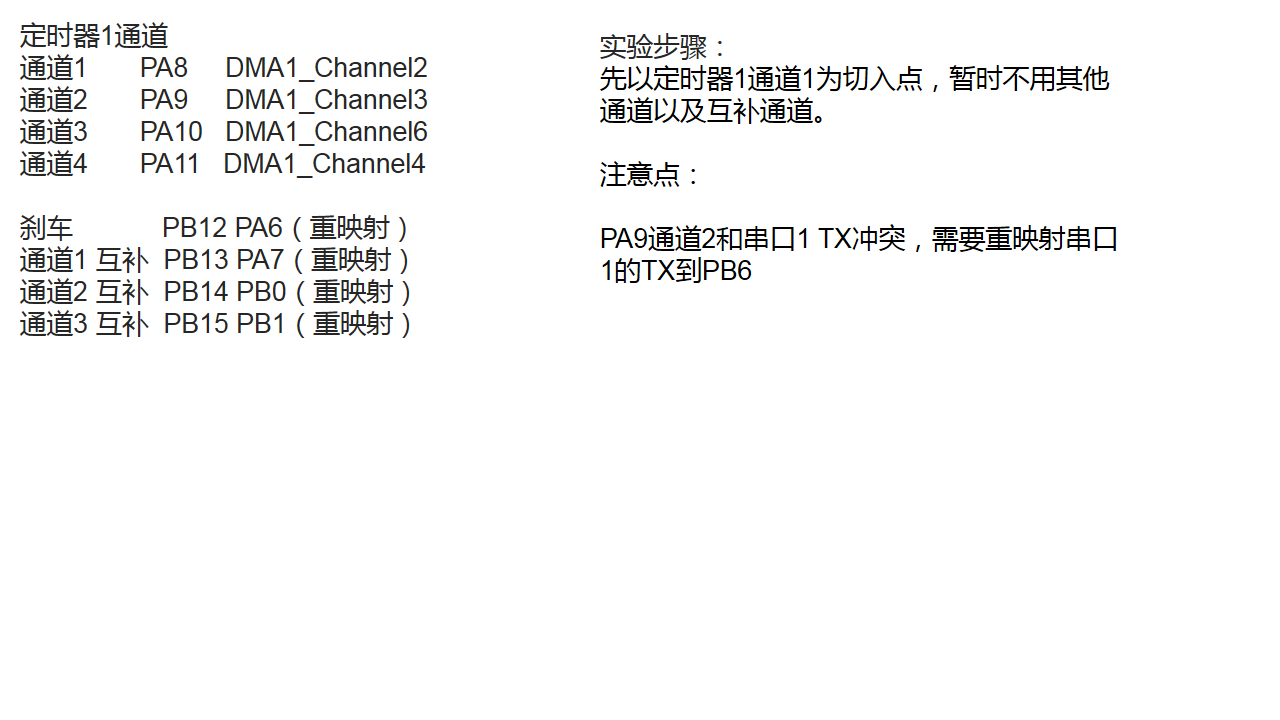 定时器1通道
通道1 PA8 DMA1_Channel2
通道2 PA9 DMA1_Channel3
通道3 PA10 DMA1_Channel6
通道4 PA11 DMA1_Channel4
刹车 PB12 PA6（重映射）
通道1 互补 PB13 PA7（重映射）
通道2 互补 PB14 PB0（重映射）
通道3 互补 PB15 PB1（重映射）
实验步骤：
先以定时器1通道1为切入点，暂时不用其他
通道以及互补通道。
注意点：
PA9通道2和串口1 TX冲突，需要重映射串口
1的TX到PB6